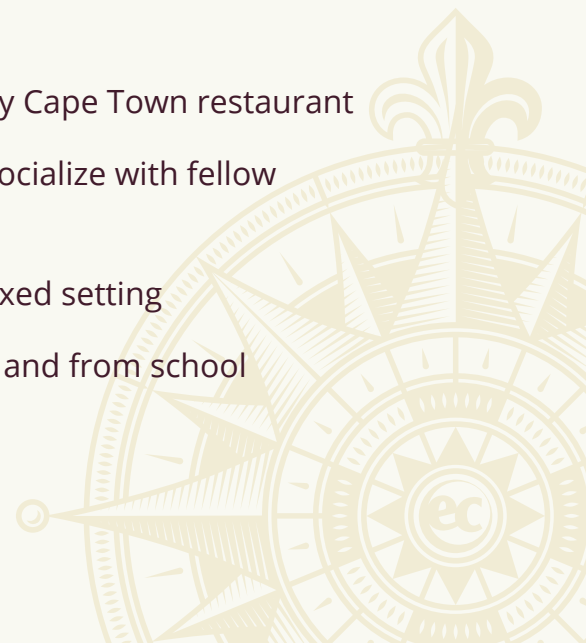 y Cape Town restaurant
ocialize with fellow
xed setting
and from school
ec